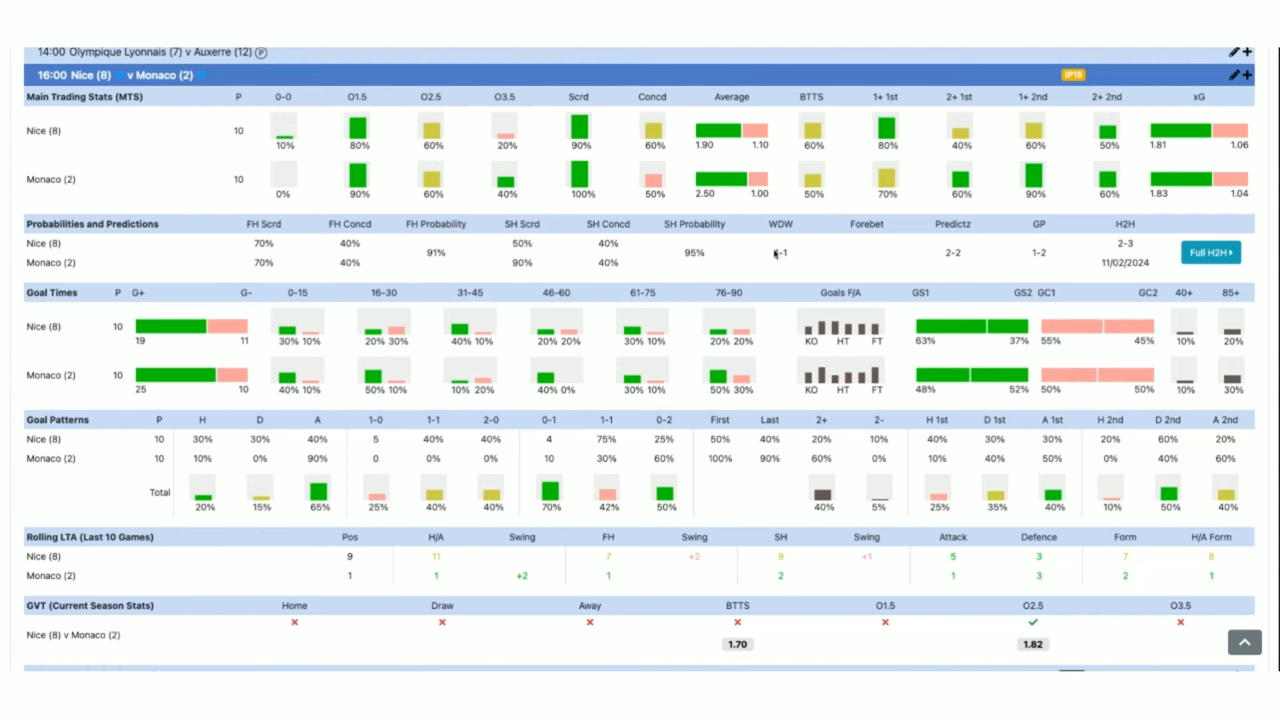 14:00 Olympique Lyonnais (7) v Auxerre (12) P
16:00 Nice (8) v Monaco (2) IP15
Main Trading Stats (MTS) P 0-0 O1.5 O2.5 O3.5 Scrd Concd Average BTTS 1+ 1st 2+ 1st 1+ 2nd 2+ 2nd xG
Nice (8) 10
10% 80% 60% 20% 90% 60% 1.90 1.10 60% 80% 40% 60% 50% 1.81 1.06
Monaco (2) 10
0% 90% 60% 40% 100% 50% 2.50 1.00 50% 70% 60% 90% 60% 1.83 1.04
Probabilities and Predictions FH Scrd FH Concd FH Probability SH Scrd SH Concd SH Probability WDW Forebet Predictz GP H2H
Nice (8) 70% 40% 50% 40% 2-3
91% 95% -1 2-2 1-2 Full H2H
Monaco (2) 70% 40% 90% 40% 11/02/2024
Goal Times P G+ G- 0-15 16-30 31-45 46-60 61-75 76-90 Goals F/A GS1 GS2 GC1 GC2 40+ 85+
Nice (8) 10
19 11 30% 10% 20% 30% 40% 10% 20% 20% 30% 10% 20% 20% KO HT FT 63% 37% 55% 45% 10% 20%
Monaco (2) 10
25 10 40% 10% 50% 10% 10% 20% 40% 0% 30% 10% 50% 30% KO HT FT 48% 52% 50% 50% 10% 30%
Goal Patterns P H D A 1-0 1-1 2-0 0-1 1-1 0-2 First Last 2+ 2- H 1st D 1st A 1st H 2nd D 2nd A 2nd
Nice (8) 10 30% 30% 40% 5 40% 40% 4 75% 25% 50% 40% 20% 10% 40% 30% 30% 20% 60% 20%
Monaco (2) 10 10% 0% 90% 0 0% 0% 10 30% 60% 100% 90% 60% 0% 10% 40% 50% 0% 40% 60%
Total
20% 15% 65% 25% 40% 40% 70% 42% 50% 40% 5% 25% 35% 40% 10% 50% 40%
Rolling LTA (Last 10 Games) Pos H/A Swing FH Swing SH Swing Attack Defence Form H/A Form
Nice (8) 9 11 7 +2 9 +1 5 3 7 8
Monaco (2) 1 1 +2 1 2 1 3 2 1
GVT (Current Season Stats) Home Draw Away BTTS O1.5 O2.5 O3.5
Nice (8) v Monaco (2)
1.70 1.82